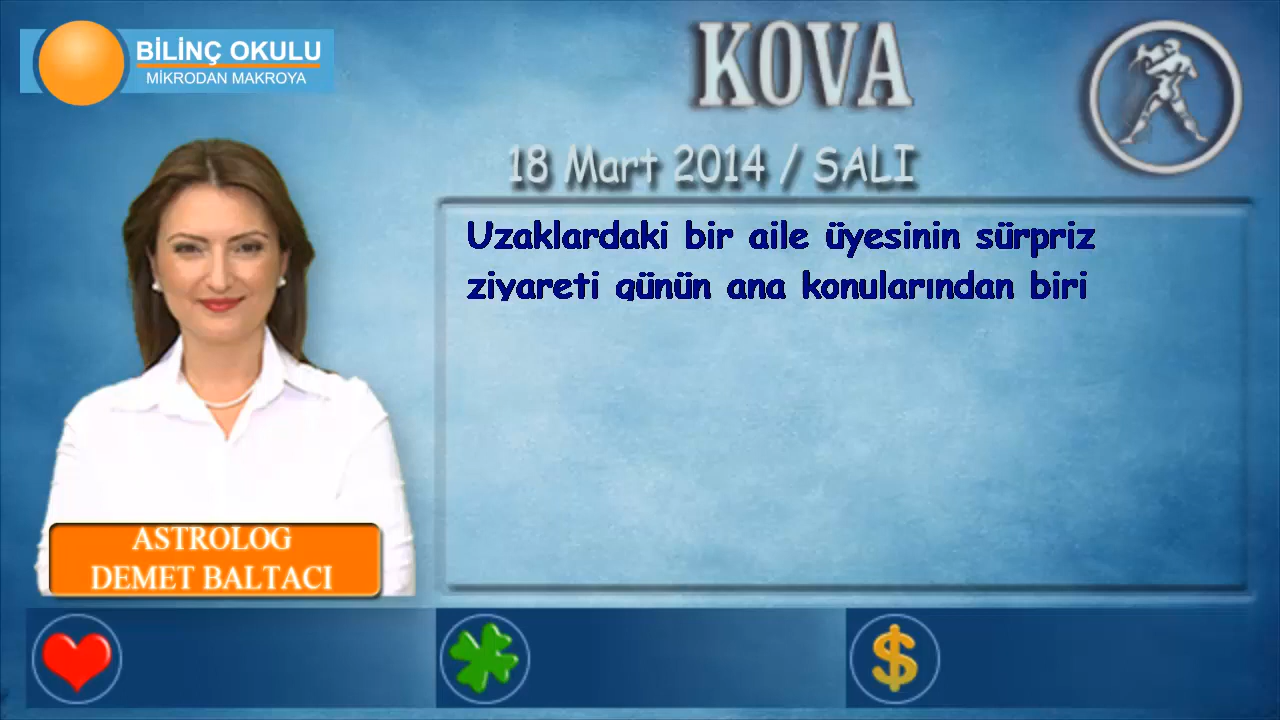 BİLİNÇ OKULU
MİKRODAN MAKROYA
KOVA
18 Mart 2014 / SALI
Uzaklardaki bir aile üyesinin sürpriz
ziyareti günün ana konularından biri
ASTROLOG
DEMET BALTACI